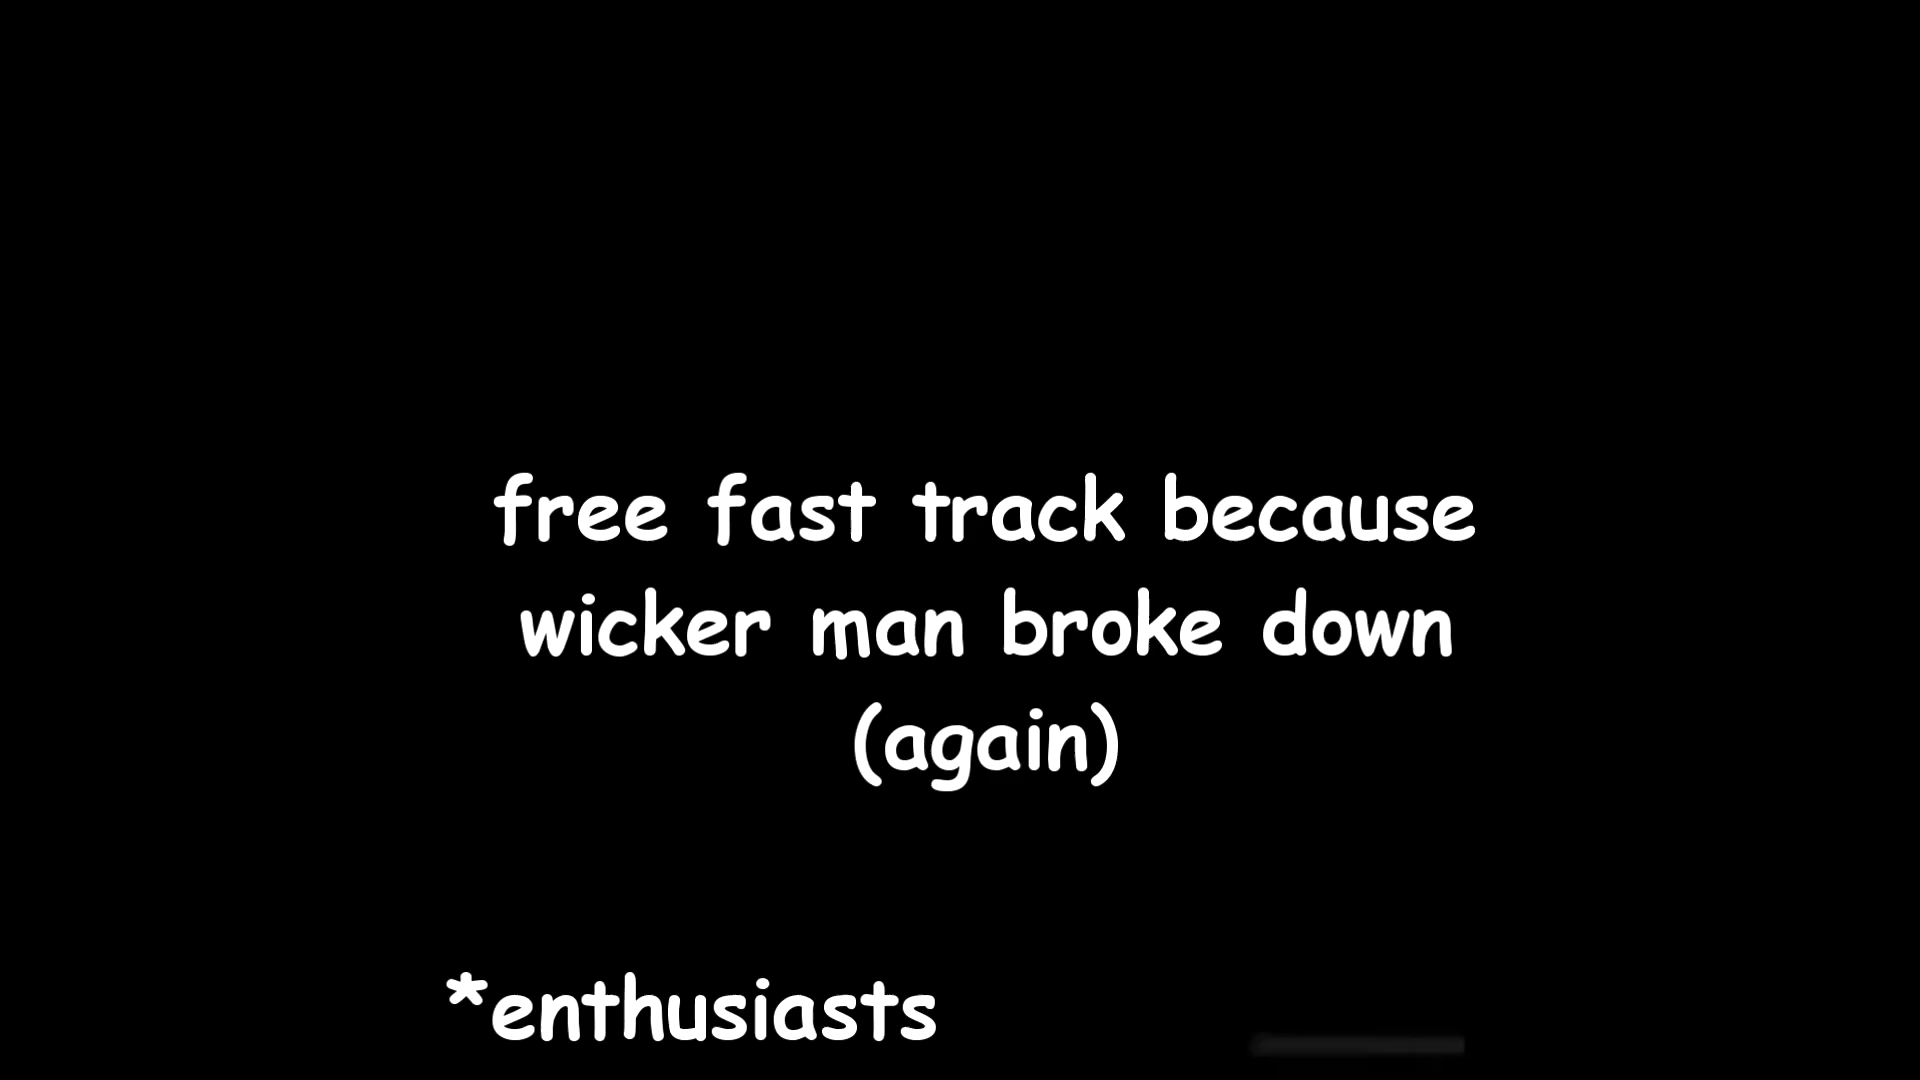 free fast track because
wicker man broke down
(again)
*enthusiasts